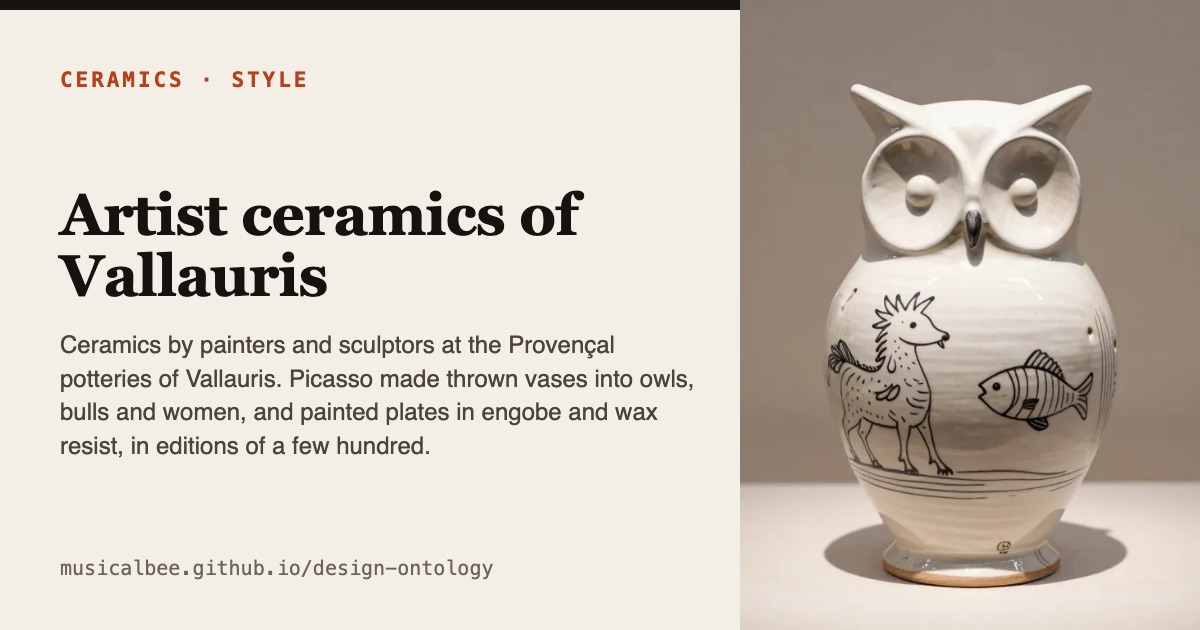 CERAMICS · STYLE
Artist ceramics of
Vallauris
Ceramics by painters and sculptors at the Provençal
potteries of Vallauris. Picasso made thrown vases into owls,
bulls and women, and painted plates in engobe and wax
resist, in editions of a few hundred.
musicalbee.github.io/design-ontology